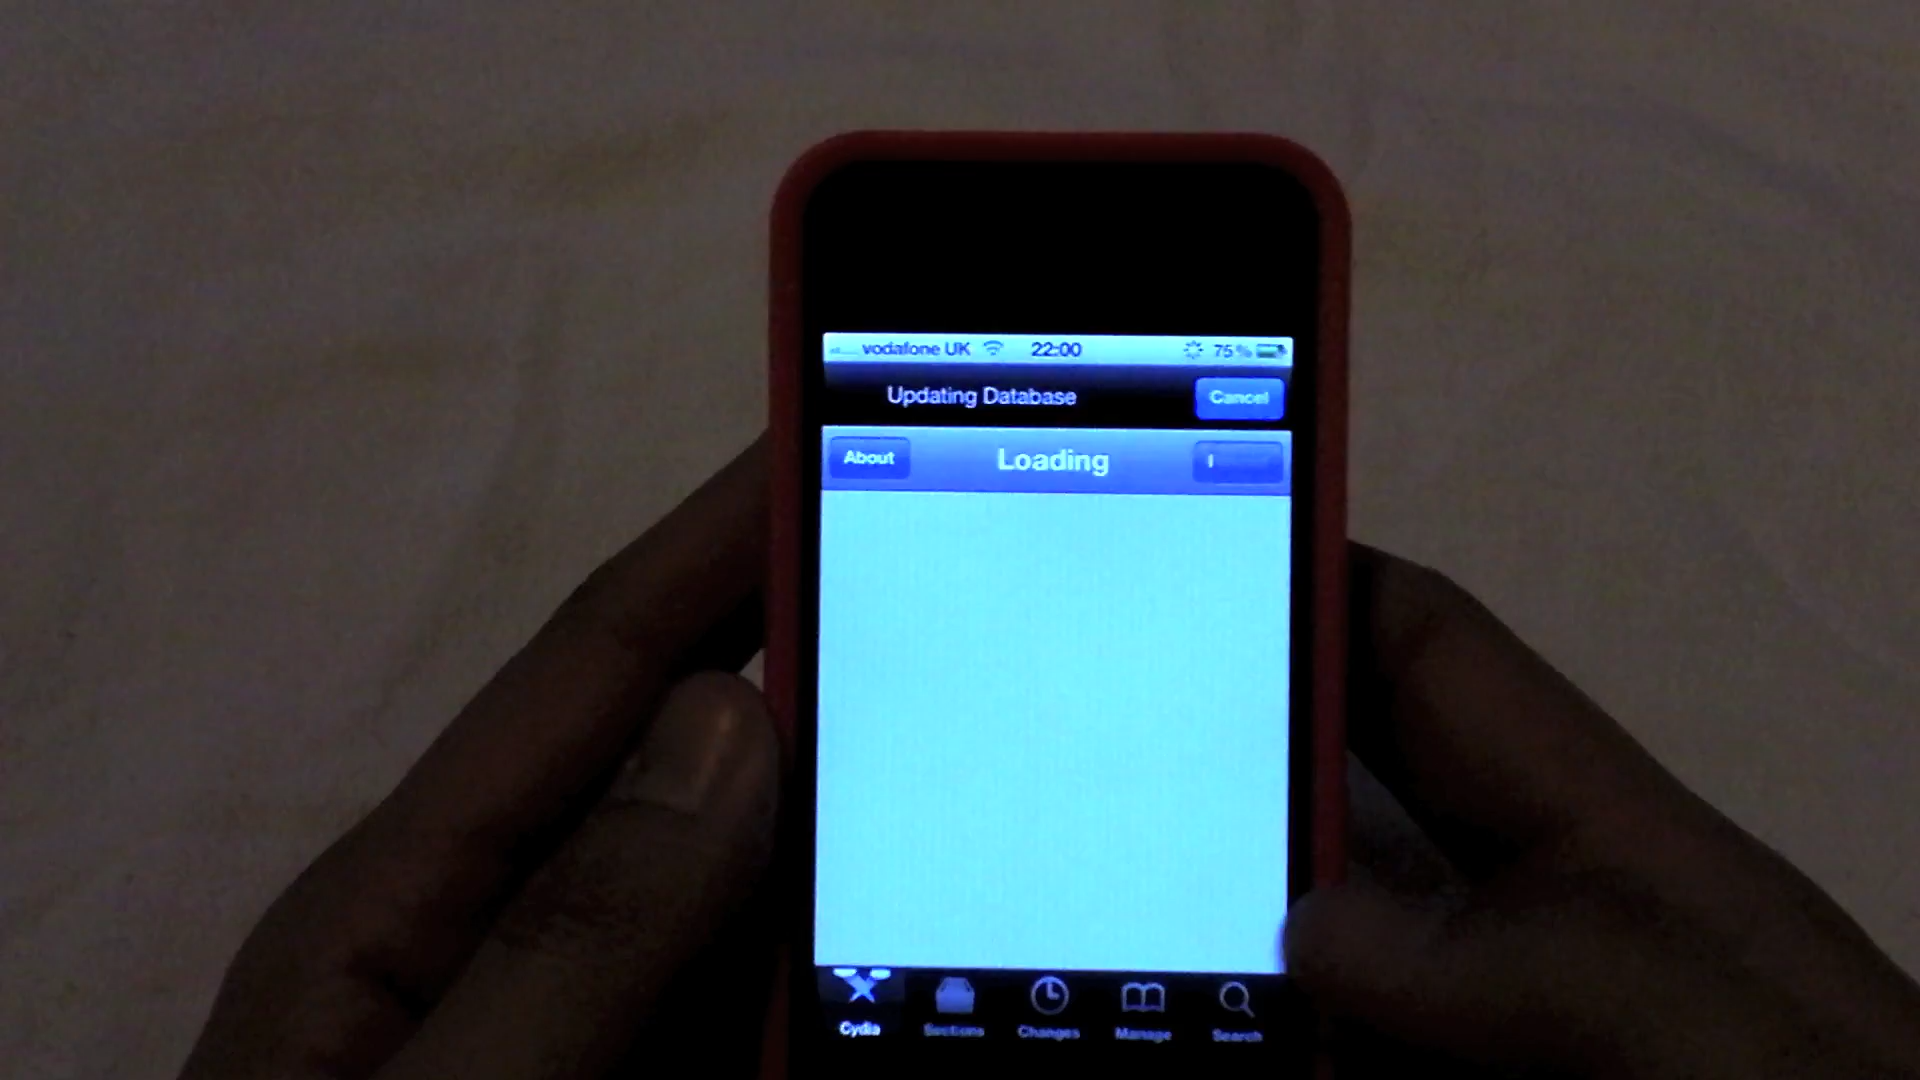 vodafone UK 22:00 75%
Updating Database Cancel
About Loading
Cydia Sections Changes Manage Search